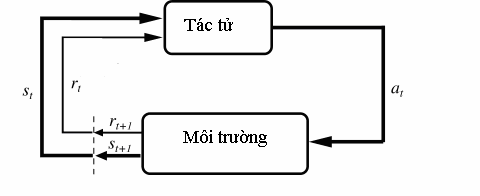 Tác tử
s_t
r_t
a_t
r_{t+1}
Môi trường
s_{t+1}